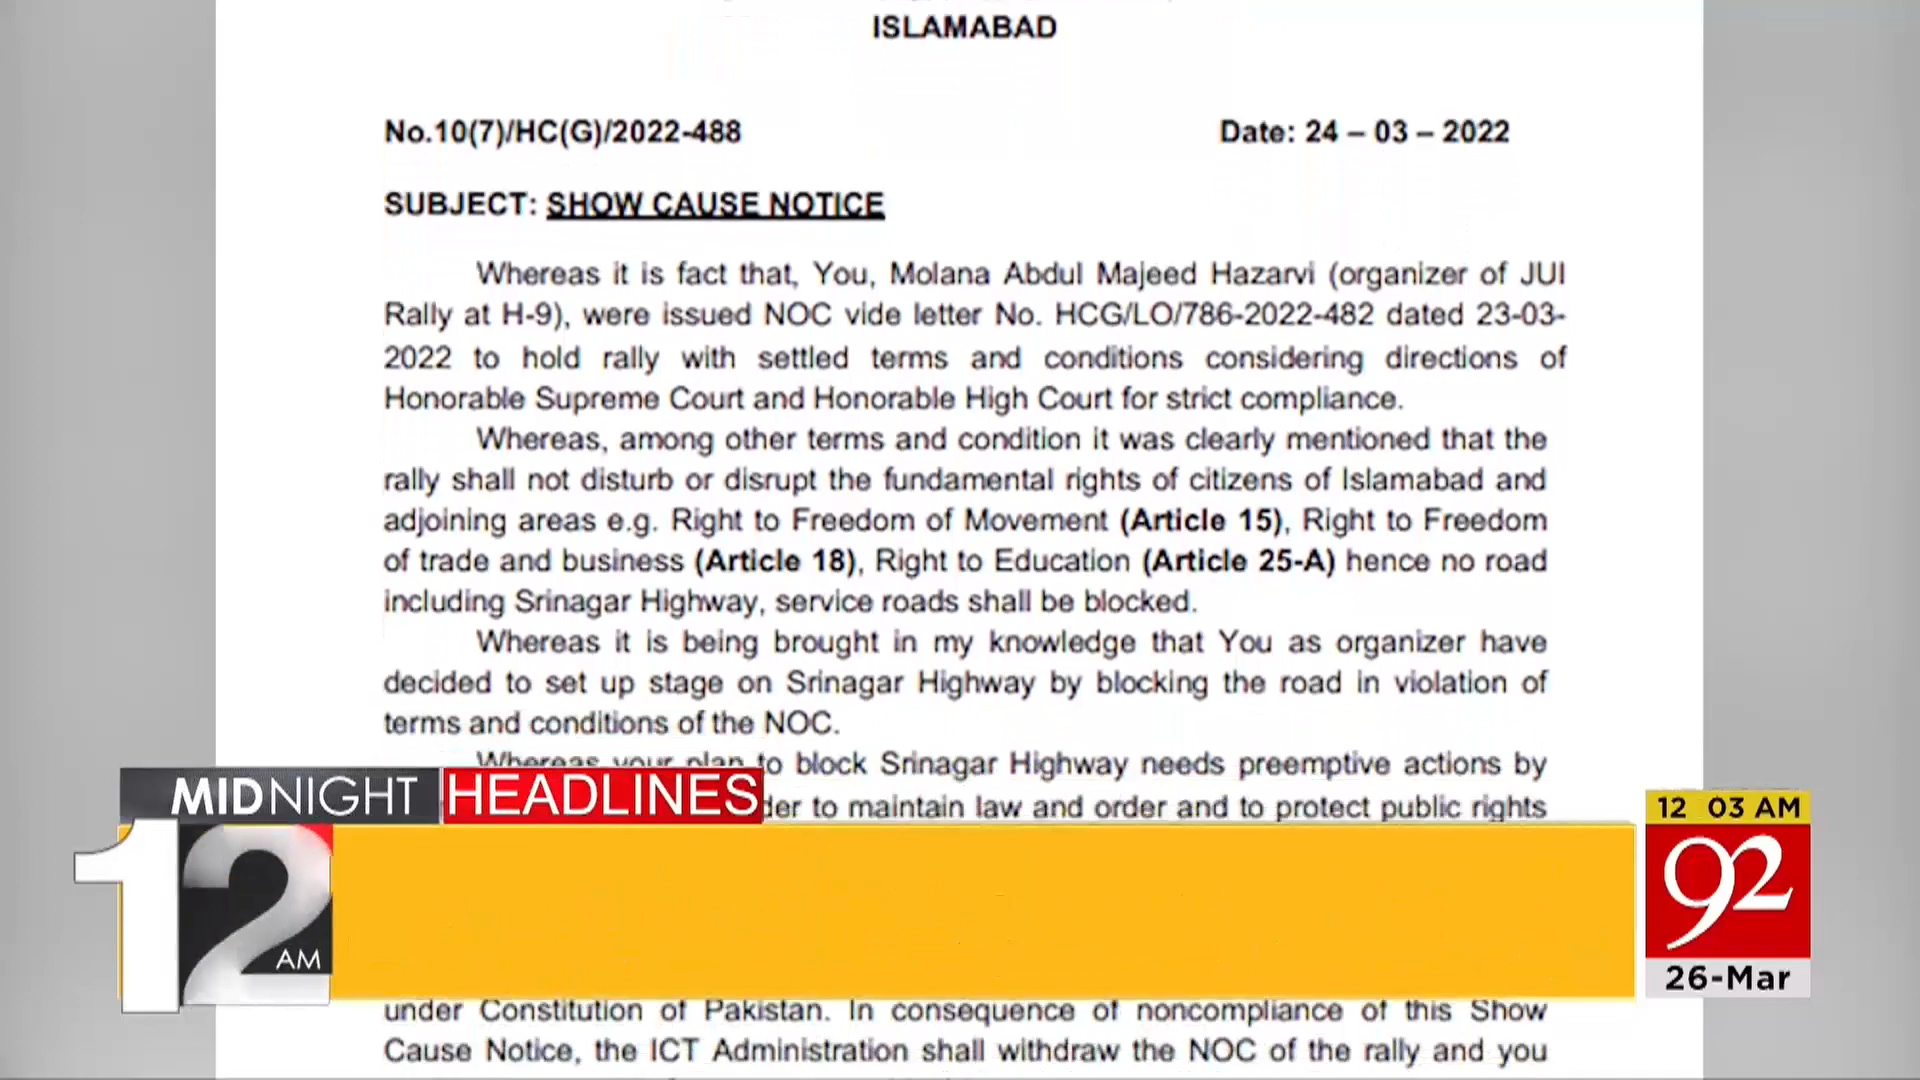 ISLAMABAD
No.10(7)/HC(G)/2022-488
Date: 24 – 03 – 2022
SUBJECT: SHOW CAUSE NOTICE
Whereas it is fact that, You, Molana Abdul Majeed Hazarvi (organizer of JUI
Rally at H-9), were issued NOC vide letter No. HCG/LO/786-2022-482 dated 23-03-
2022 to hold rally with settled terms and conditions considering directions of
Honorable Supreme Court and Honorable High Court for strict compliance.
Whereas, among other terms and condition it was clearly mentioned that the
rally shall not disturb or disrupt the fundamental rights of citizens of Islamabad and
adjoining areas e.g. Right to Freedom of Movement (Article 15), Right to Freedom
of trade and business (Article 18), Right to Education (Article 25-A) hence no road
including Srinagar Highway, service roads shall be blocked.
Whereas it is being brought in my knowledge that You as organizer have
decided to set up stage on Srinagar Highway by blocking the road in violation of
terms and conditions of the NOC.
Whereas your plan to block Srinagar Highway needs preemptive actions by
to maintain law and order and to protect public rights
MIDNIGHT HEADLINES
12 AM
12 03 AM
92
26-Mar
under Constitution of Pakistan. In consequence of noncompliance of this Show
Cause Notice, the ICT Administration shall withdraw the NOC of the rally and you